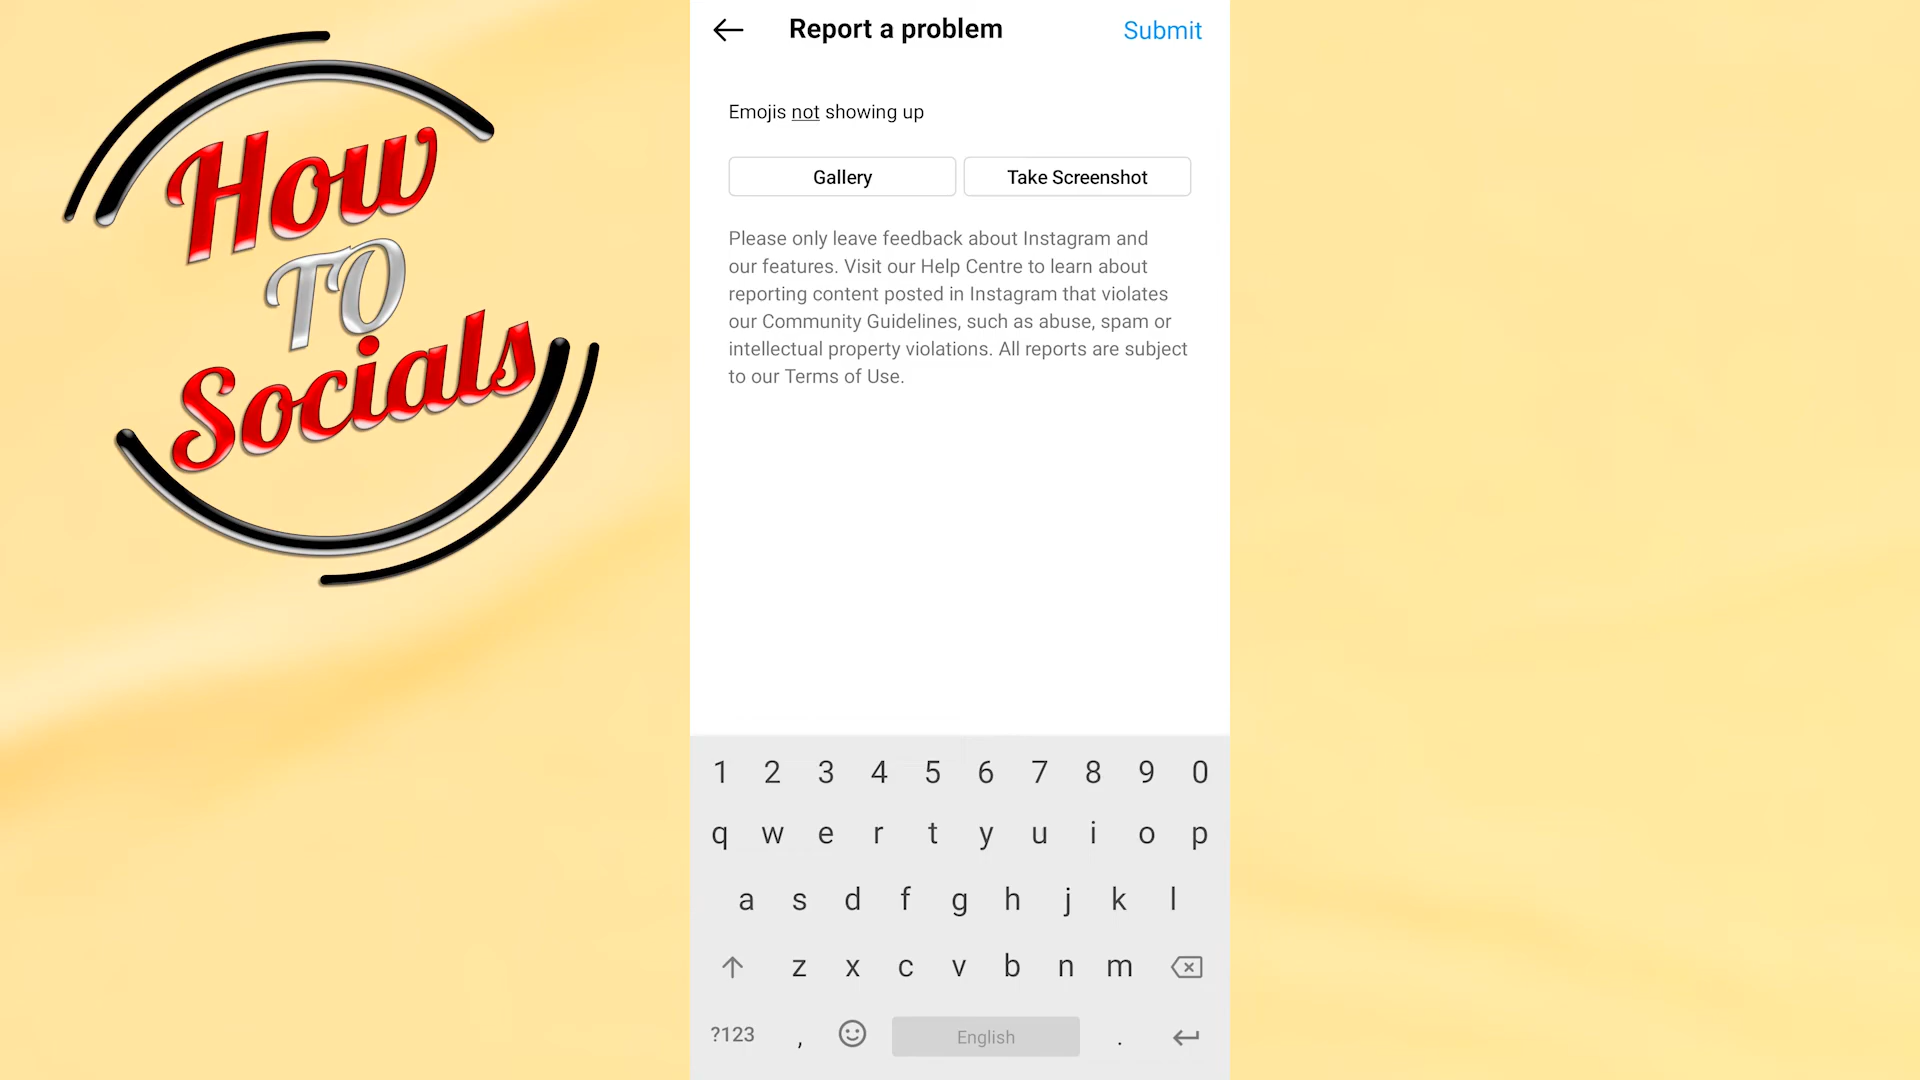 How
TO
Socials
Report a problem
Submit
Emojis not showing up
Gallery
Take Screenshot
Please only leave feedback about Instagram and
our features. Visit our Help Centre to learn about
reporting content posted in Instagram that violates
our Community Guidelines, such as abuse, spam or
intellectual property violations. All reports are subject
to our Terms of Use.
1 2 3 4 5 6 7 8 9 0
q w e r t y u i o p
a s d f g h j k l
z x c v b n m
?123 , English .